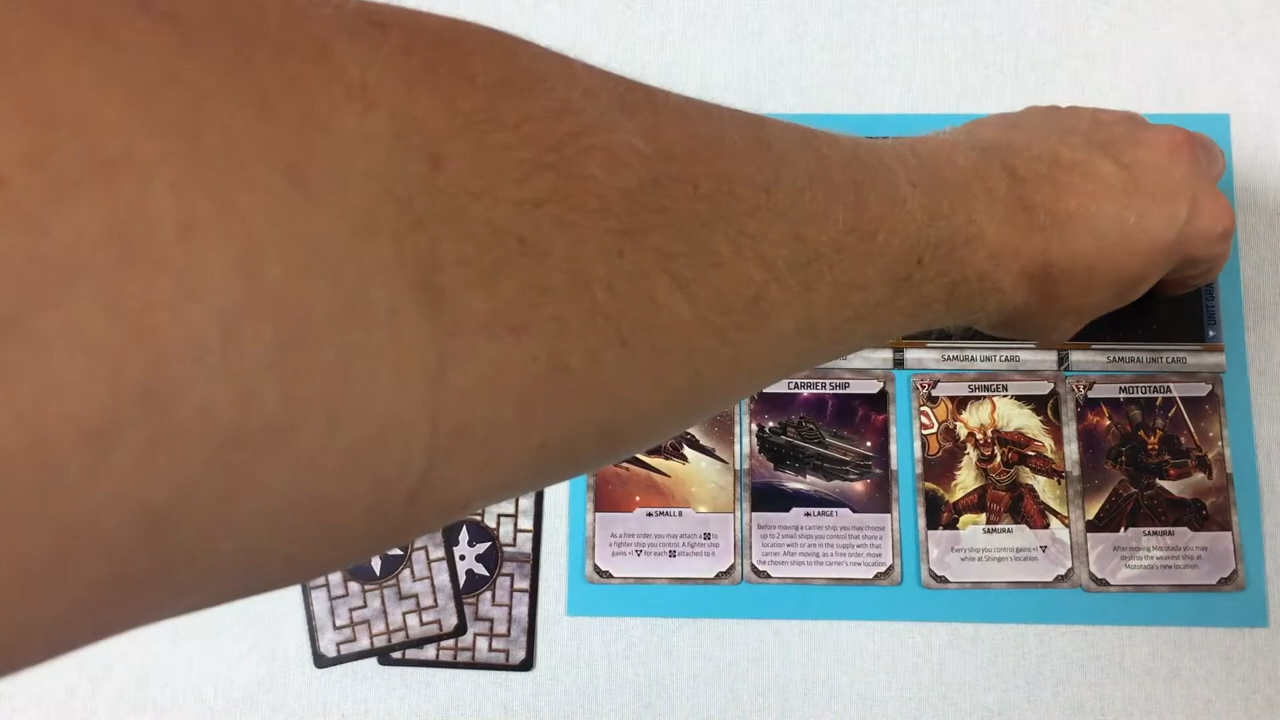 UNIT GRA
SAMURAI UNIT CARD
SAMURAI UNIT CARD
CARRIER SHIP
2 SHINGEN
3 MOTOTADA
SMALL 8
As a free order, you may attach a to
a fighter ship you control. A fighter ship
gains +1 for each attached to it.
LARGE 1
Before moving a carrier ship, you may choose
up to 2 small ships you control that share a
location with or are in the supply with that
carrier. After moving, as a free order, move
the chosen ships to the carrier's new location.
SAMURAI
Every ship you control gains +1
while at Shingen's location.
SAMURAI
After moving Mototada you may
destroy the weakest ship at
Mototada's new location.